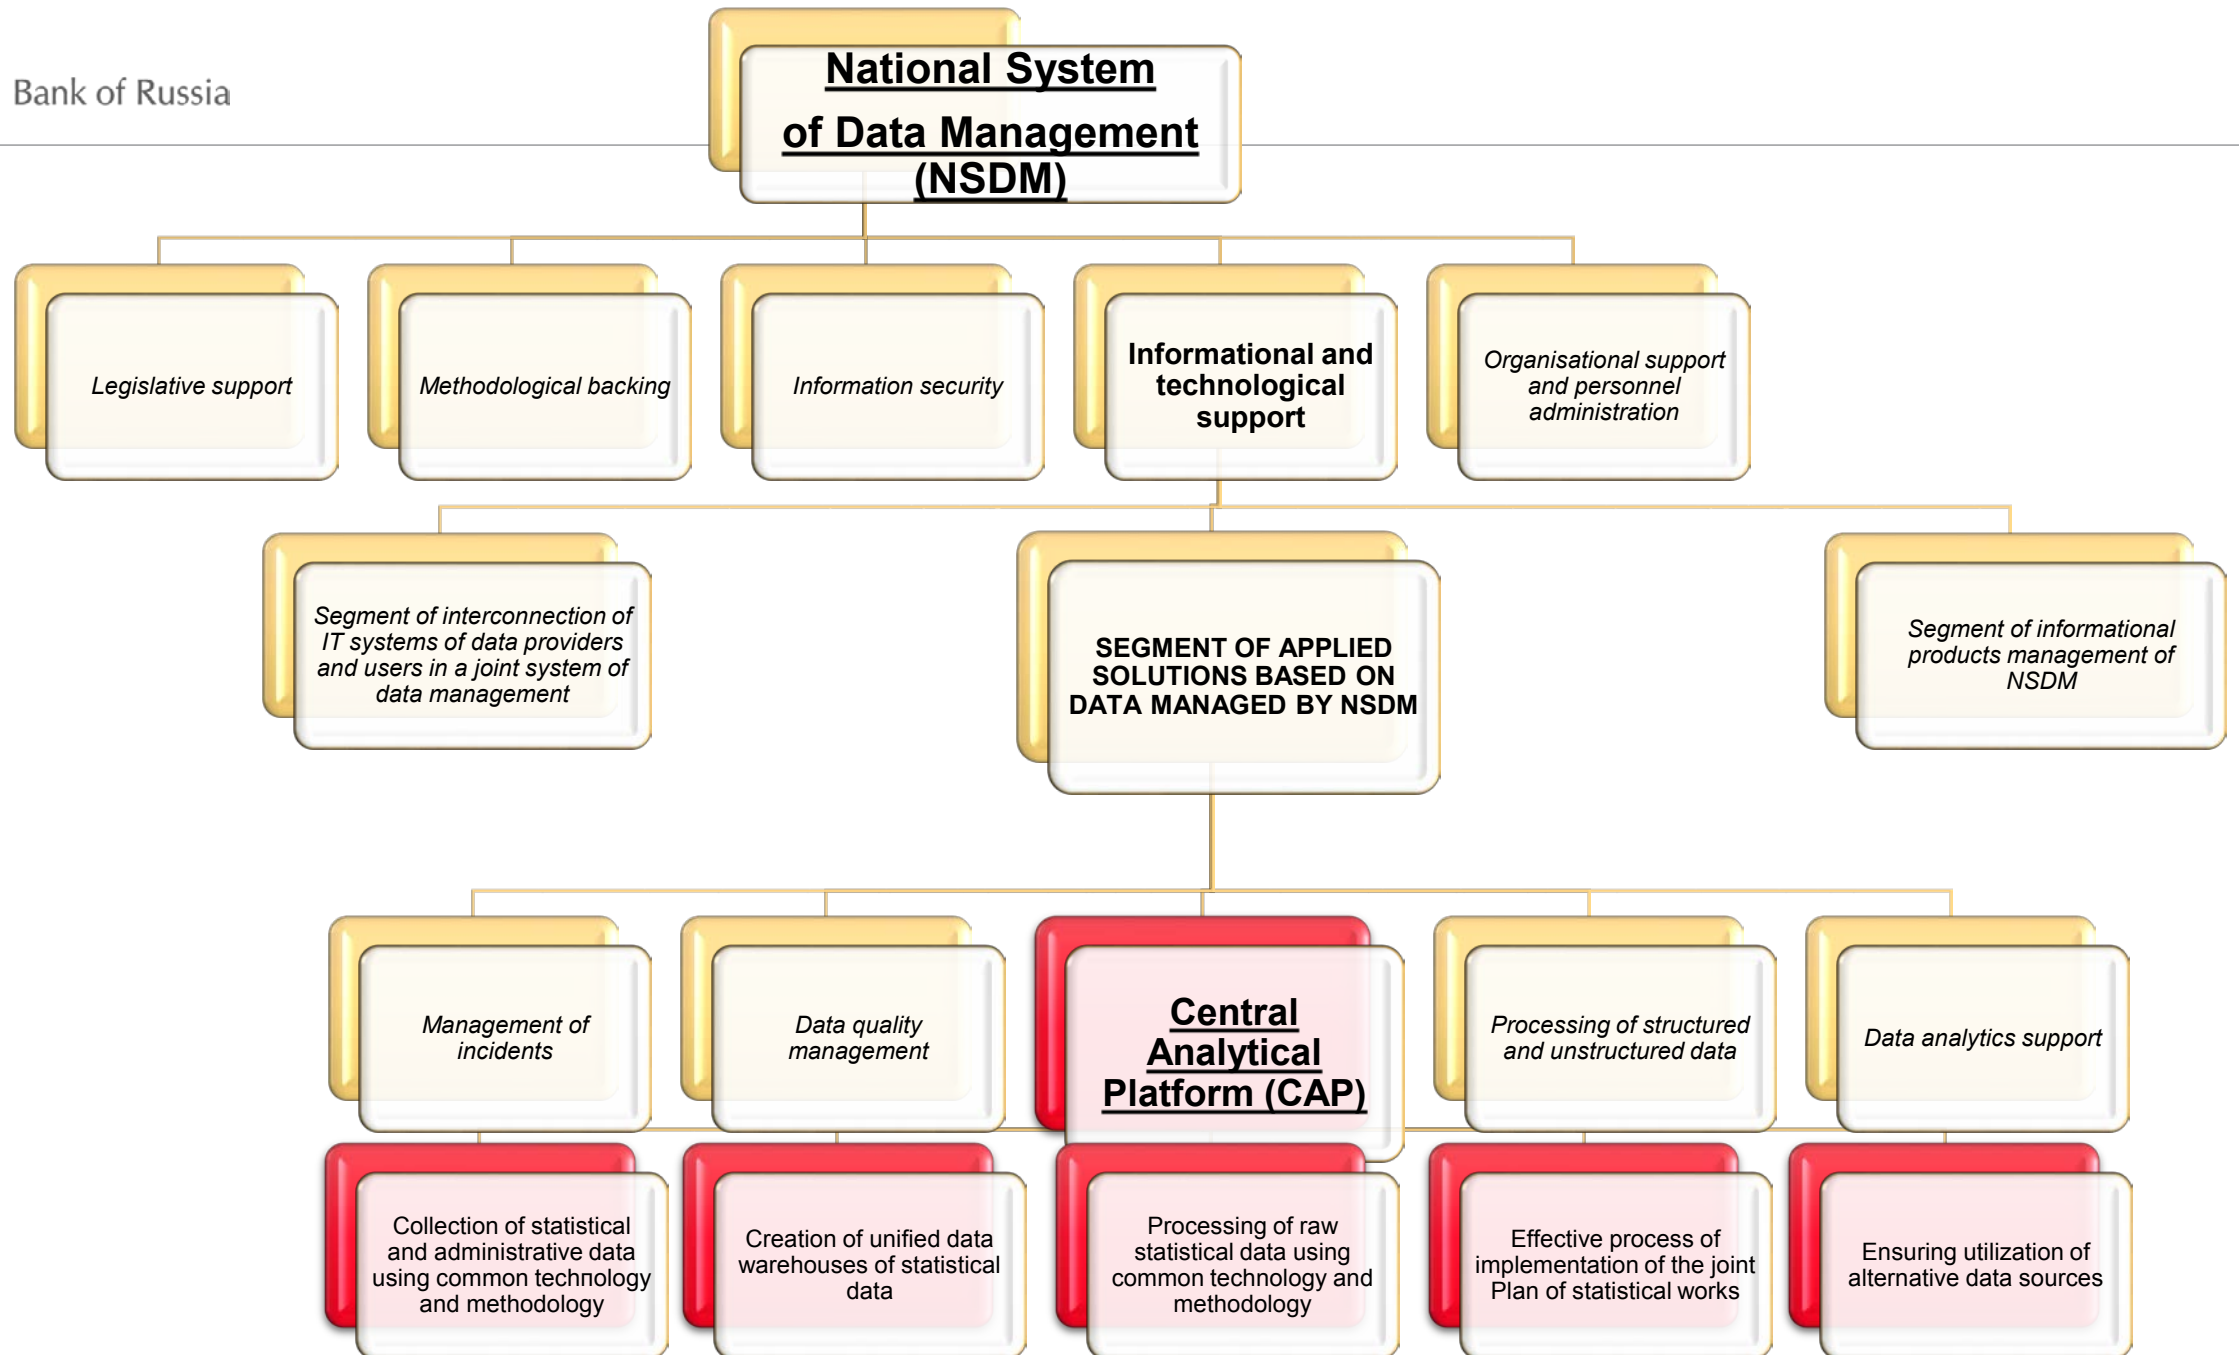 Bank of Russia
National System
of Data Management
(NSDM)
Legislative support
Methodological backing
Information security
Informational and
technological
support
Organisational support
and personnel
administration
Segment of interconnection of
IT systems of data providers
and users in a joint system of
data management
SEGMENT OF APPLIED
SOLUTIONS BASED ON
DATA MANAGED BY NSDM
Segment of informational
products management of
NSDM
Management of
incidents
Data quality
management
Central
Analytical
Platform (CAP)
Processing of structured
and unstructured data
Data analytics support
Collection of statistical
and administrative data
using common technology
and methodology
Creation of unified data
warehouses of statistical
data
Processing of raw
statistical data using
common technology and
methodology
Effective process of
implementation of the joint
Plan of statistical works
Ensuring utilization of
alternative data sources